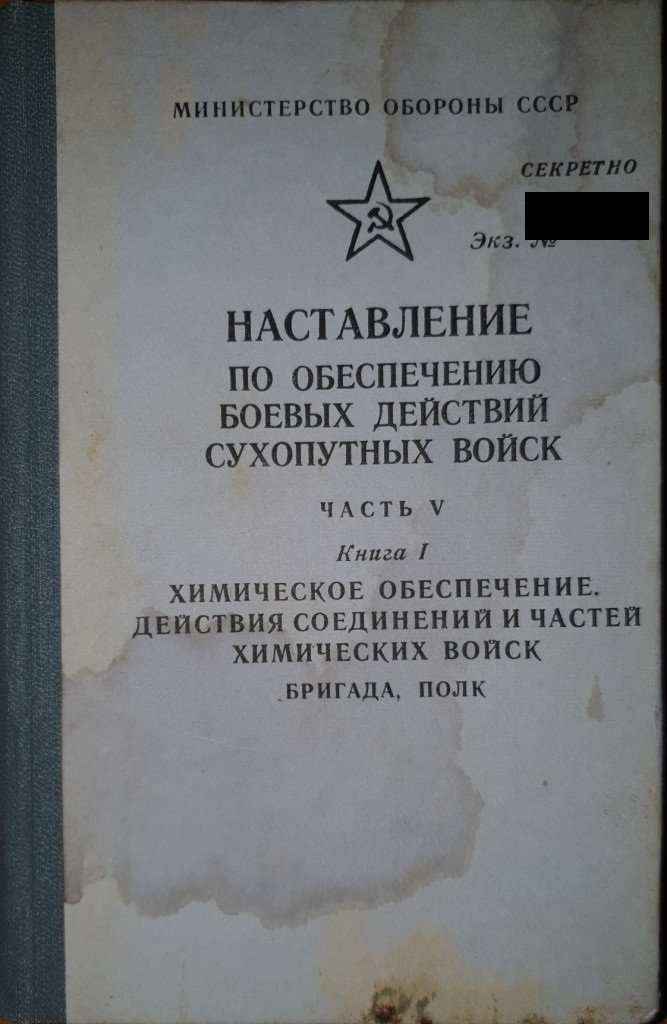 МИНИСТЕРСТВО ОБОРОНЫ СССР
СЕКРЕТНО
Экз. №
НАСТАВЛЕНИЕ
ПО ОБЕСПЕЧЕНИЮ
БОЕВЫХ ДЕЙСТВИЙ
СУХОПУТНЫХ ВОЙСК
ЧАСТЬ V
Книга I
ХИМИЧЕСКОЕ ОБЕСПЕЧЕНИЕ.
ДЕЙСТВИЯ СОЕДИНЕНИЙ И ЧАСТЕЙ
ХИМИЧЕСКИХ ВОЙСК
БРИГАДА, ПОЛК